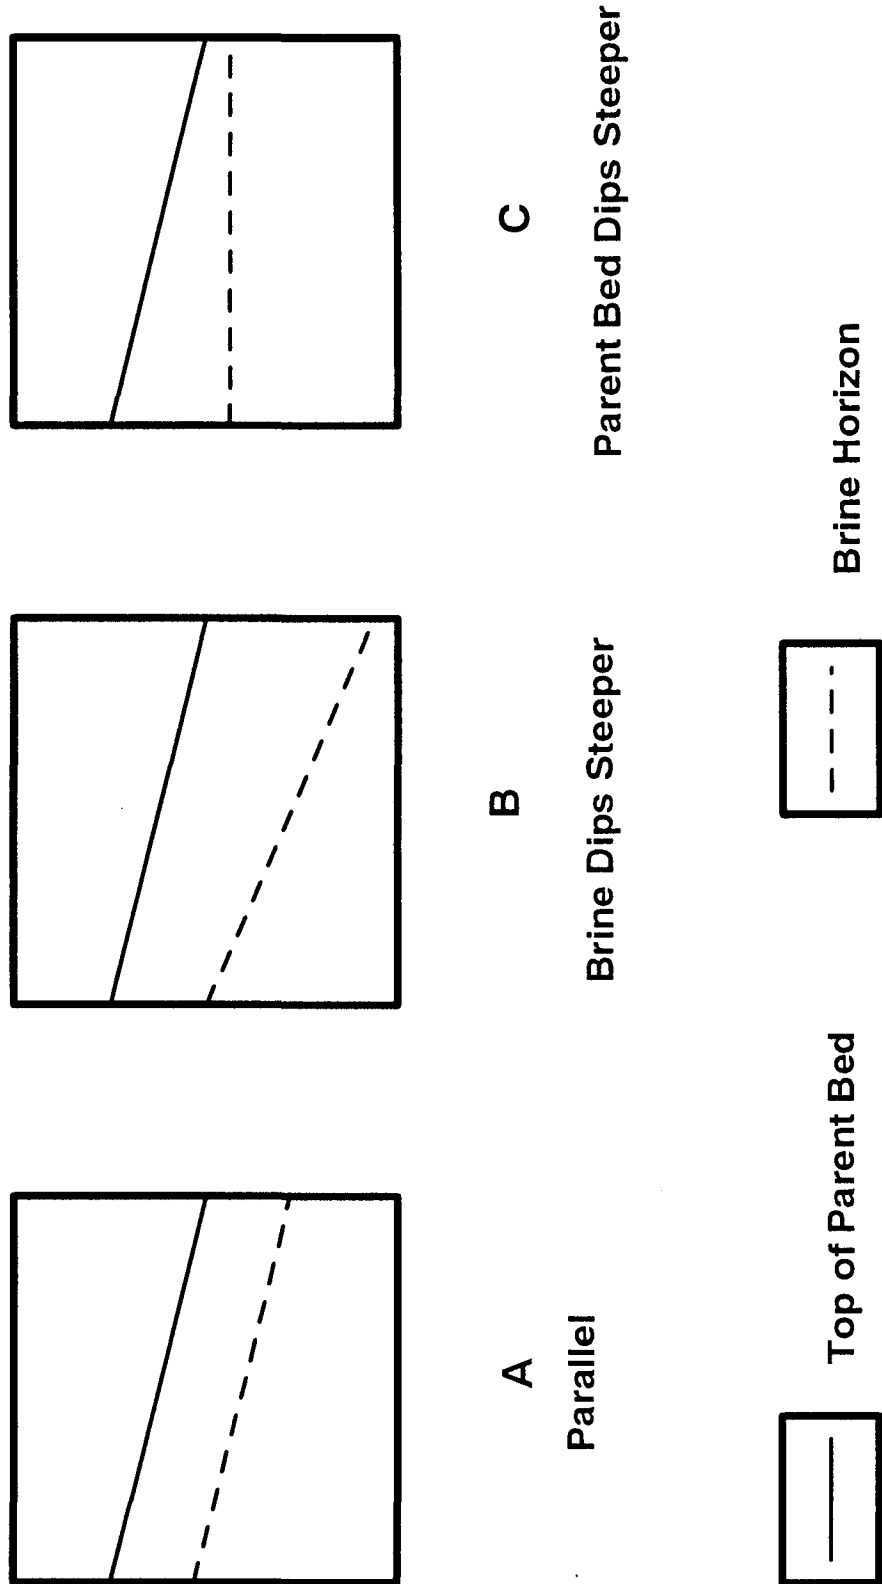 A
Parallel
B
Brine Dips Steeper
C
Parent Bed Dips Steeper
Top of Parent Bed
Brine Horizon